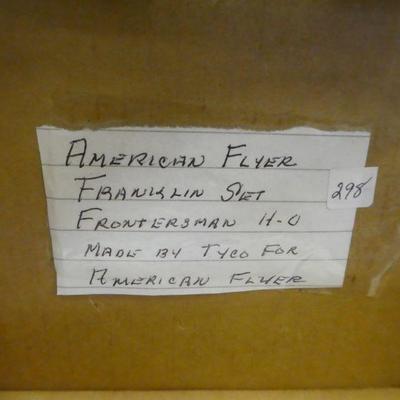 American Flyer
Franklin Set
298
Frontersman H-O
Made by Tyco for
American Flyer